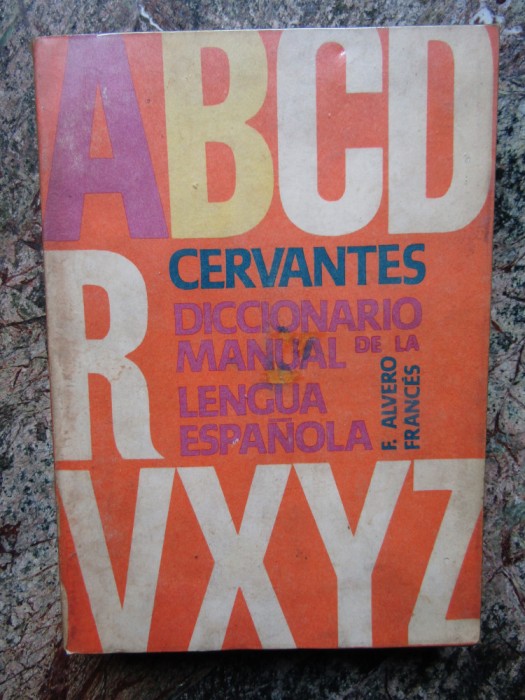 ABCD
R
CERVANTES
DICCIONARIO
MANUAL DE LA
LENGUA
ESPAÑOLA
F. ALVERO
FRANCÉS
VXYZ